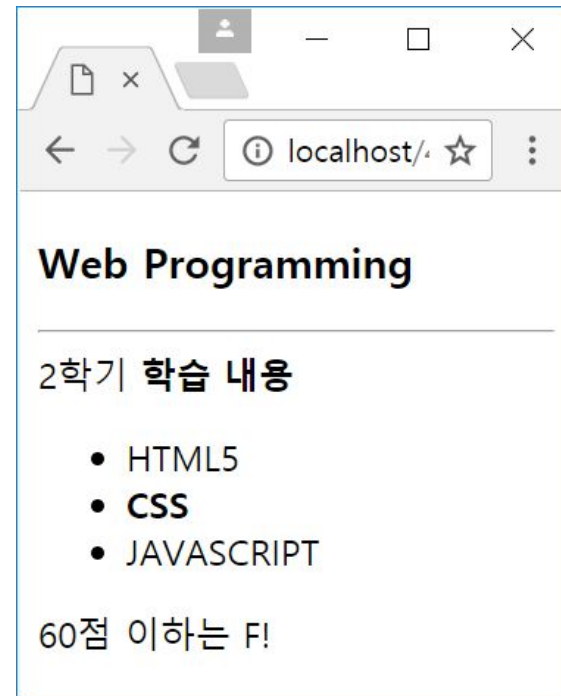 localhost/
Web Programming
2학기 학습 내용
HTML5
CSS
JAVASCRIPT
60점 이하는 F!